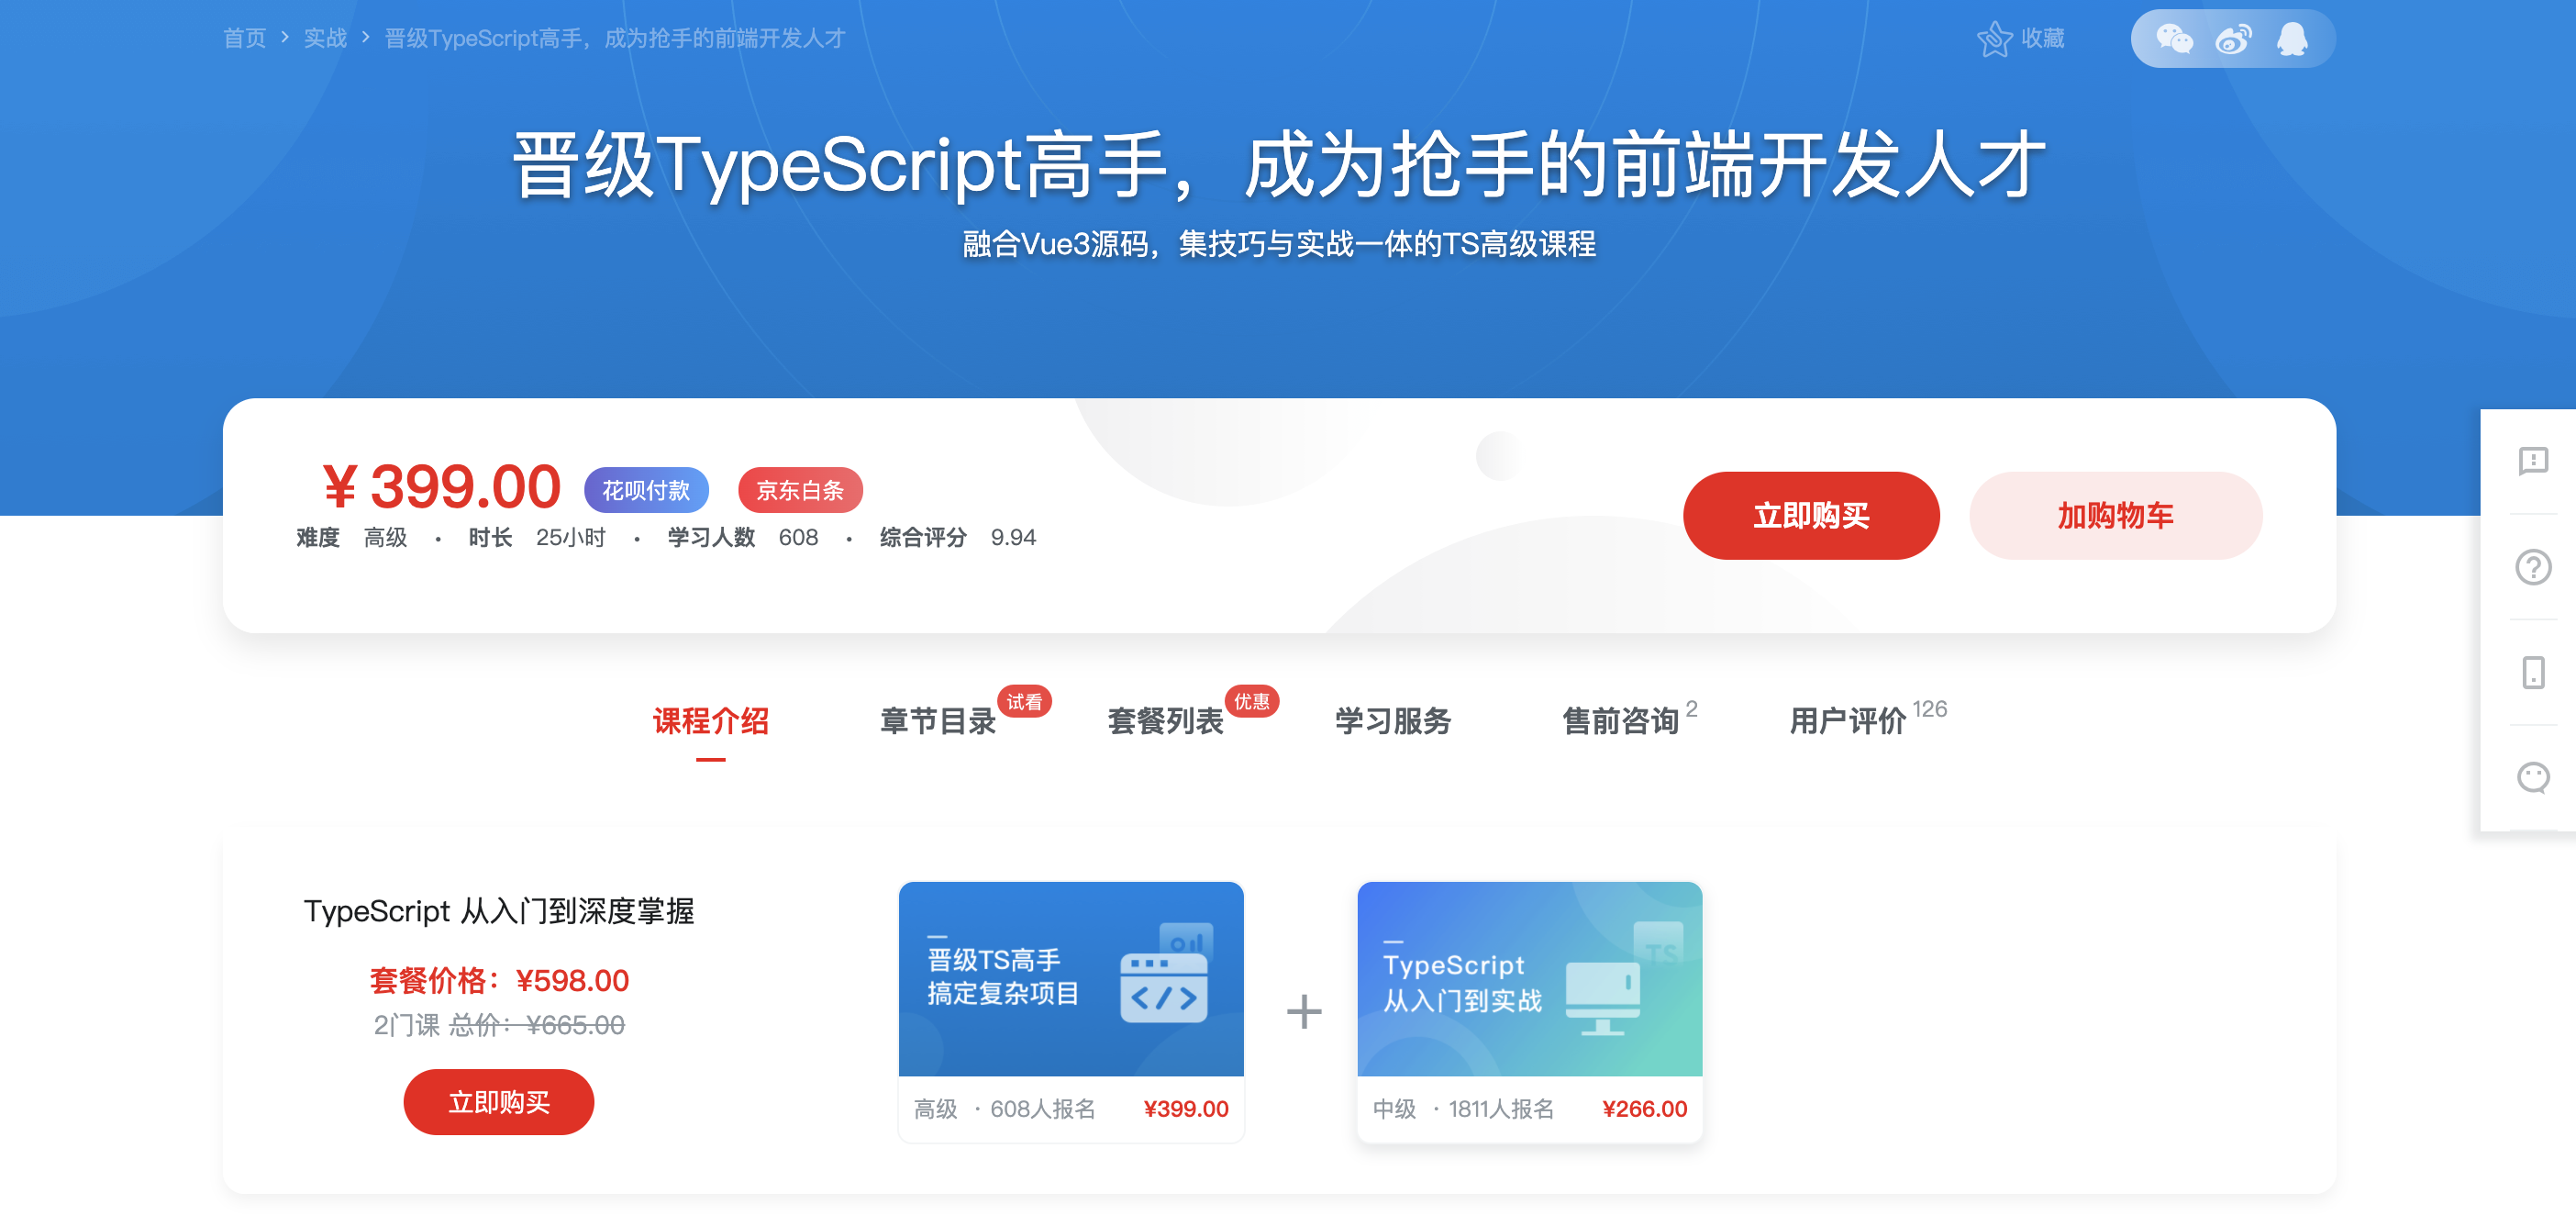 首页 > 实战 > 晋级TypeScript高手，成为抢手的前端开发人才
收藏
晋级TypeScript高手，成为抢手的前端开发人才
融合Vue3源码，集技巧与实战一体的TS高级课程
¥ 399.00 花呗付款 京东白条
难度 高级 · 时长 25小时 · 学习人数 608 · 综合评分 9.94
立即购买 加购物车
课程介绍 章节目录 试看 套餐列表 优惠 学习服务 售前咨询 2 用户评价 126
TypeScript 从入门到深度掌握
套餐价格：¥598.00
2门课 总价：¥665.00
立即购买
晋级TS高手
搞定复杂项目
高级 · 608人报名 ¥399.00
+
TS
TypeScript
从入门到实战
中级 · 1811人报名 ¥266.00